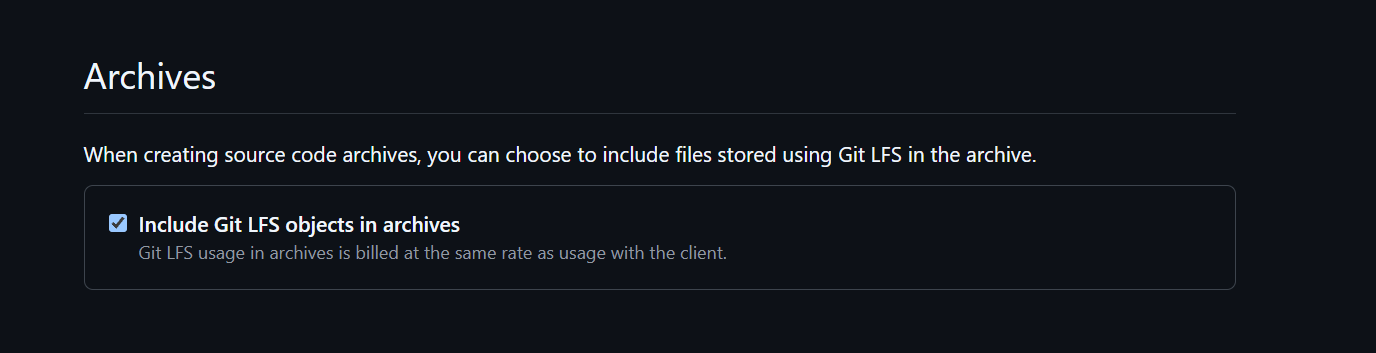 Archives
When creating source code archives, you can choose to include files stored using Git LFS in the archive.
Include Git LFS objects in archives
Git LFS usage in archives is billed at the same rate as usage with the client.